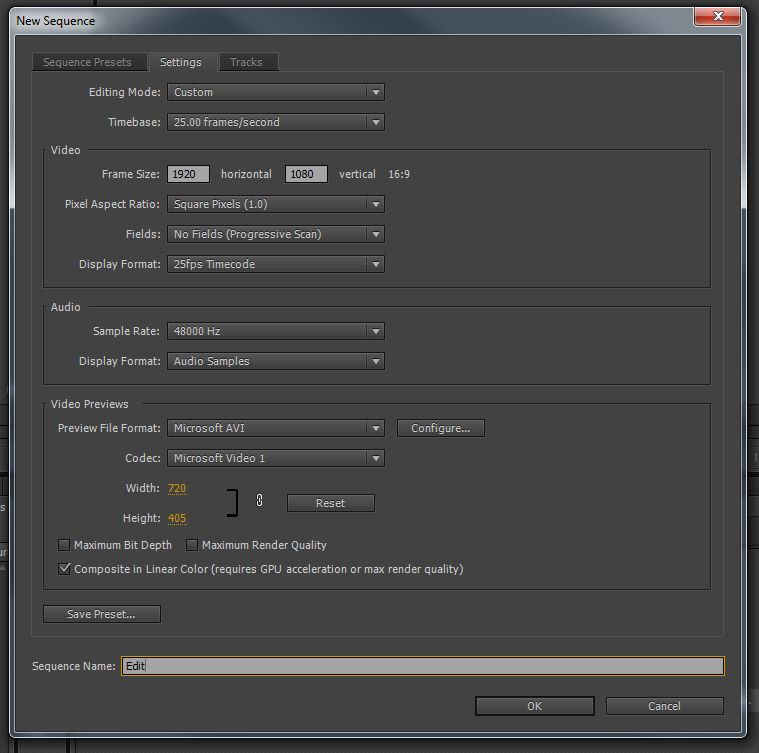 New Sequence
Sequence Presets Settings Tracks
Editing Mode: Custom
Timebase: 25.00 frames/second
Video
Frame Size: 1920 horizontal 1080 vertical 16:9
Pixel Aspect Ratio: Square Pixels (1.0)
Fields: No Fields (Progressive Scan)
Display Format: 25fps Timecode
Audio
Sample Rate: 48000 Hz
Display Format: Audio Samples
Video Previews
Preview File Format: Microsoft AVI Configure...
Codec: Microsoft Video 1
Width: 720
Reset
Height: 405
Maximum Bit Depth Maximum Render Quality
Composite in Linear Color (requires GPU acceleration or max render quality)
Save Preset...
Sequence Name: Edit
OK Cancel